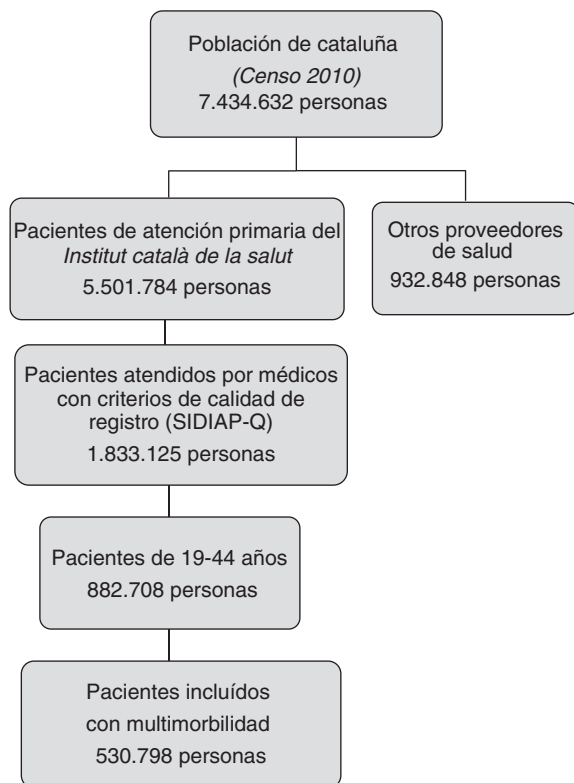 Población de cataluña
(Censo 2010)
7.434.632 personas
Pacientes de atención primaria del
Institut català de la salut
5.501.784 personas
Otros proveedores
de salud
932.848 personas
Pacientes atendidos por médicos
con criterios de calidad de
registro (SIDIAP-Q)
1.833.125 personas
Pacientes de 19-44 años
882.708 personas
Pacientes incluídos
con multimorbilidad
530.798 personas